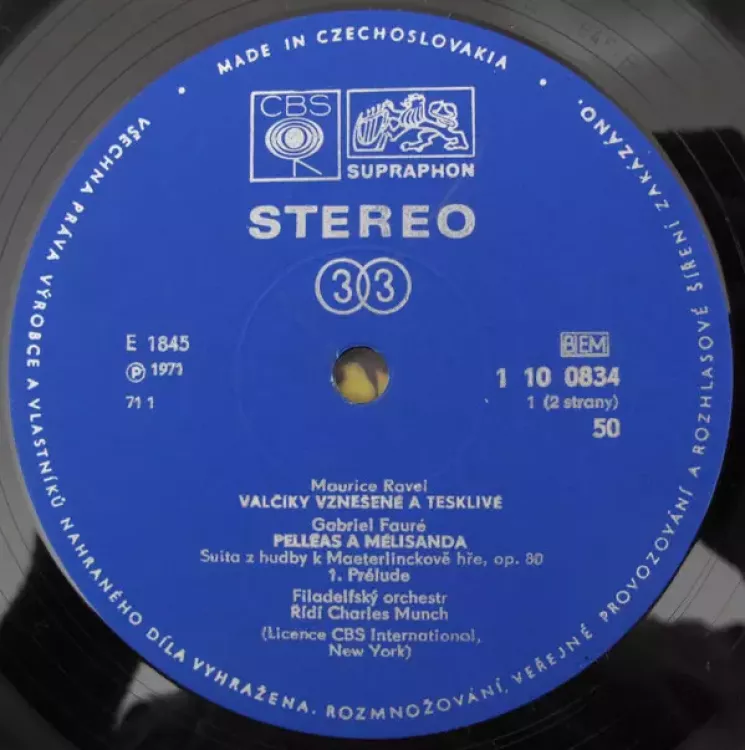 MADE IN CZECHOSLOVAKIA
CBS
SUPRAPHON
STEREO
33
E 1845
Ⓟ 1971
71 1
BEM
1 10 0834
1 (2 strany)
50
Maurice Ravel
VALČÍKY VZNEŠENÉ A TESKLIVÉ
Gabriel Fauré
PELLÉAS A MÉLISANDA
Suita z hudby k Maeterlinckově hře, op. 80
1. Prélude
Filadelfský orchestr
Řídí Charles Munch
(Licence CBS International,
New York)
VŠECHNA PRÁVA VÝROBCE A VLASTNÍKŮ NAHRANÉHO DÍLA VYHRAŽENA. ROZMNOŽOVÁNÍ, VEŘEJNÉ PROVOZOVÁNÍ A ROZHLASOVÉ ŠÍŘENÍ ZAKÁZÁNO.